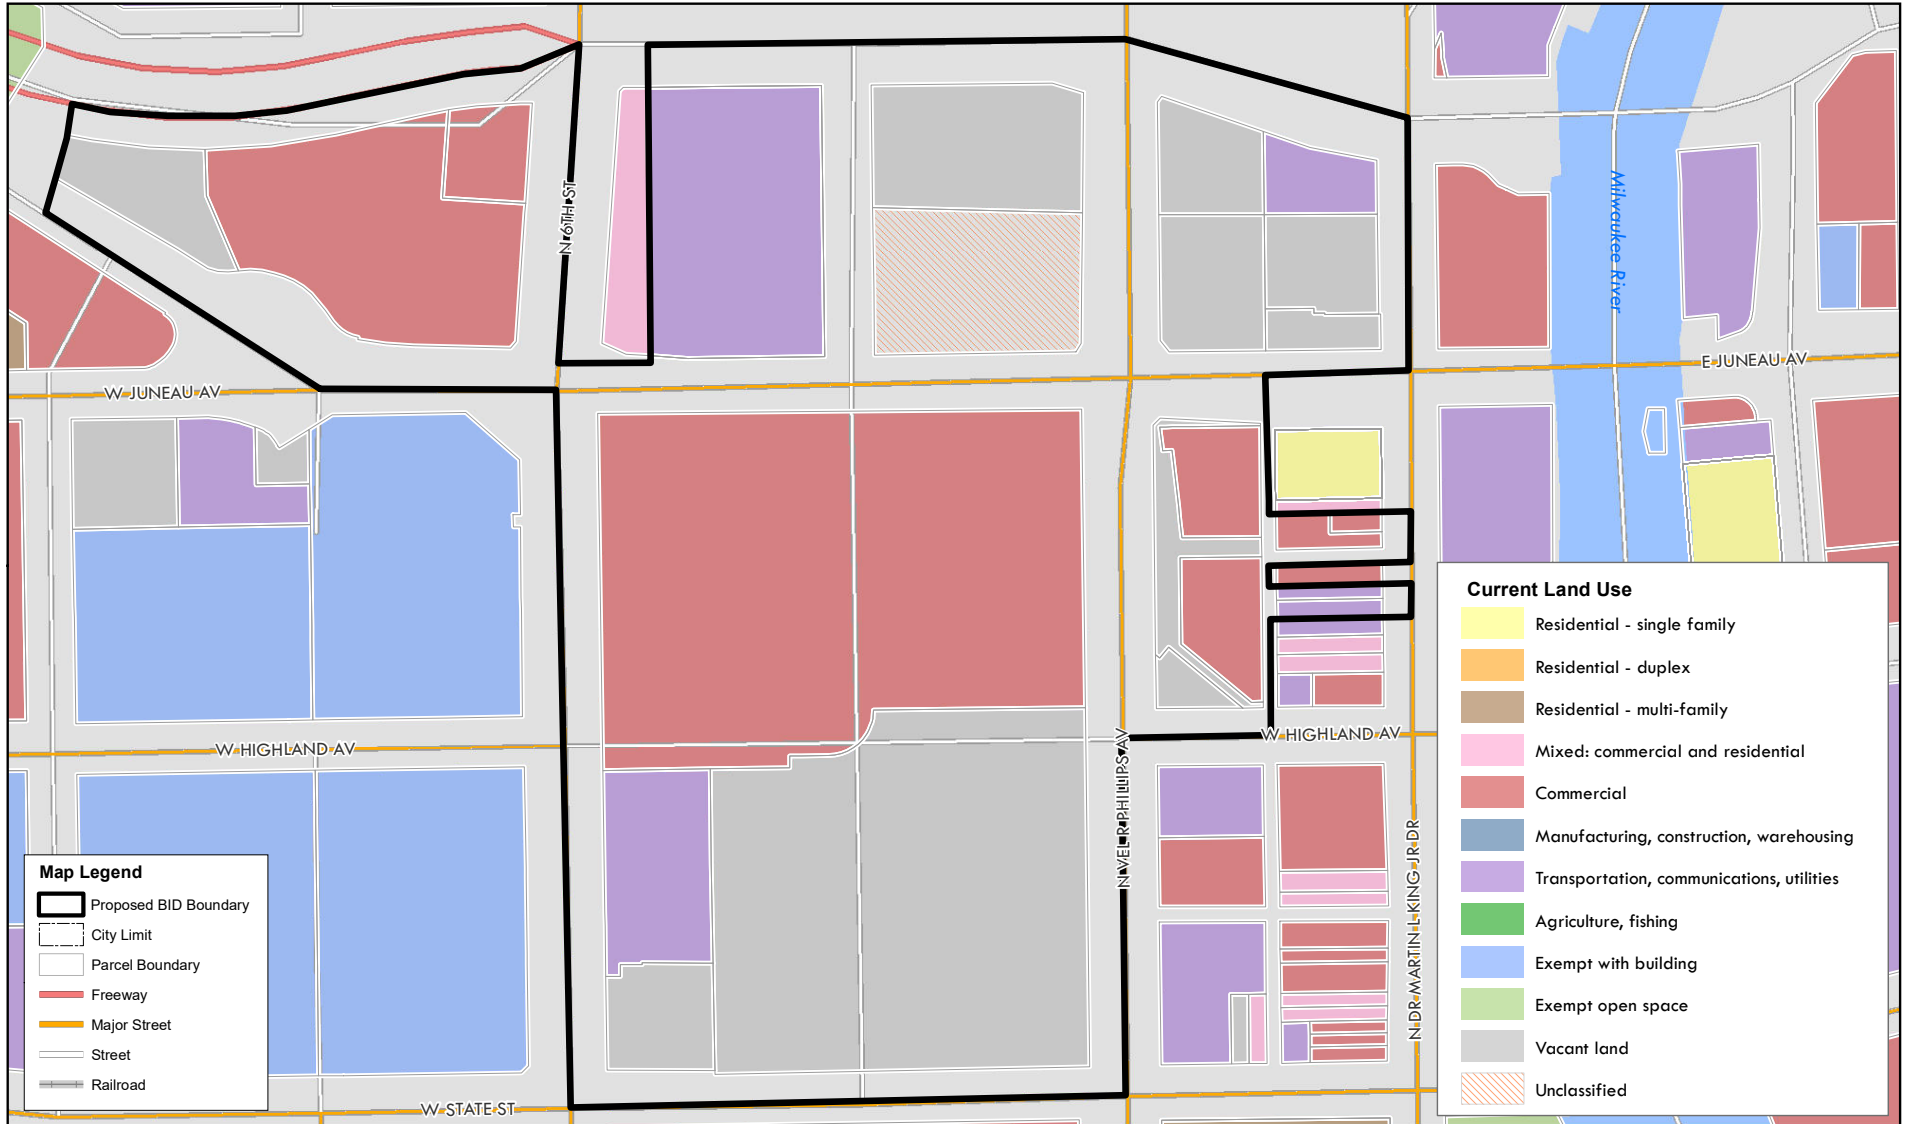 N 6TH ST
Milwaukee River
W JUNEAU AV
E JUNEAU AV
W HIGHLAND AV
W HIGHLAND AV
N VEL R PHILLIPS AV
N DR MARTIN L KING JR DR
W STATE ST
Map Legend
Proposed BID Boundary
City Limit
Parcel Boundary
Freeway
Major Street
Street
Railroad
Current Land Use
Residential - single family
Residential - duplex
Residential - multi-family
Mixed: commercial and residential
Commercial
Manufacturing, construction, warehousing
Transportation, communications, utilities
Agriculture, fishing
Exempt with building
Exempt open space
Vacant land
Unclassified